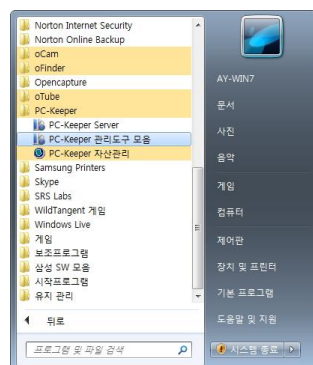 Norton Internet Security
Norton Online Backup
oCam
oFinder
Opencapture
oTube
PC-Keeper
PC-Keeper Server
PC-Keeper 관리도구 모음
PC-Keeper 자산관리
Samsung Printers
Skype
SRS Labs
WildTangent 게임
Windows Live
게임
보조프로그램
삼성 SW 모음
시작프로그램
유지 관리
뒤로
프로그램 및 파일 검색
AY-WIN7
문서
사진
음악
게임
컴퓨터
제어판
장치 및 프린터
기본 프로그램
도움말 및 지원
시스템 종료